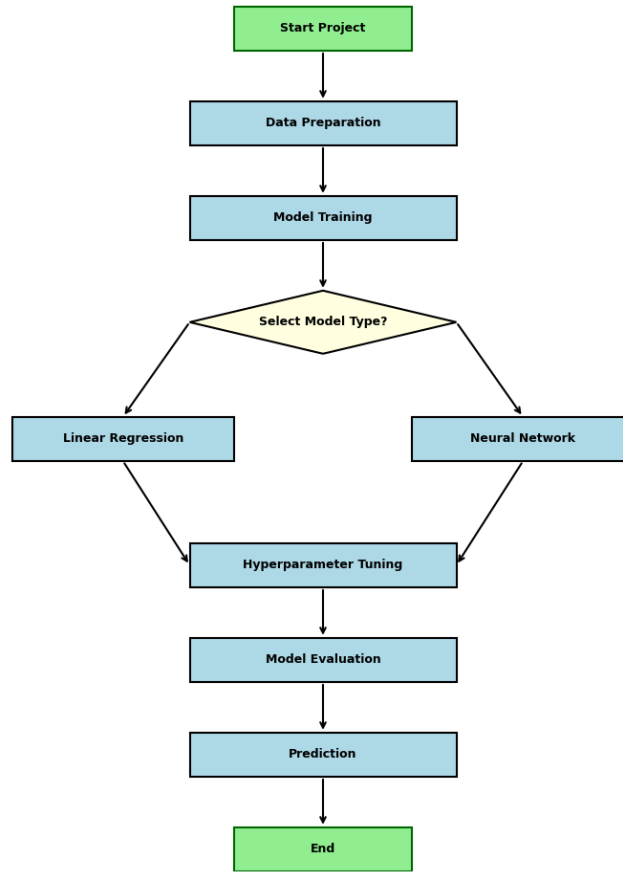 Start Project
Data Preparation
Model Training
Select Model Type?
Linear Regression
Neural Network
Hyperparameter Tuning
Model Evaluation
Prediction
End